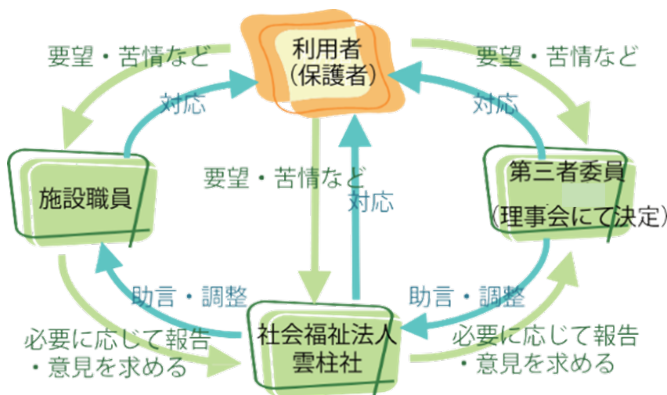 利用者
（保護者）
要望・苦情など
要望・苦情など
対応
対応
施設職員
要望・苦情など
対応
第三者委員
（理事会にて決定）
助言・調整
助言・調整
社会福祉法人
雲柱社
必要に応じて報告
・意見を求める
必要に応じて報告
・意見を求める